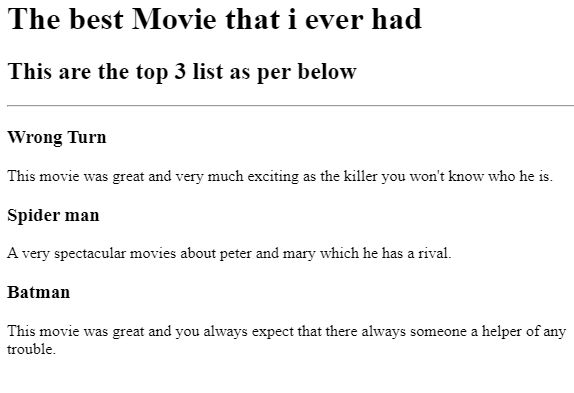 The best Movie that i ever had
This are the top 3 list as per below
Wrong Turn
This movie was great and very much exciting as the killer you won't know who he is.
Spider man
A very spectacular movies about peter and mary which he has a rival.
Batman
This movie was great and you always expect that there always someone a helper of any
trouble.